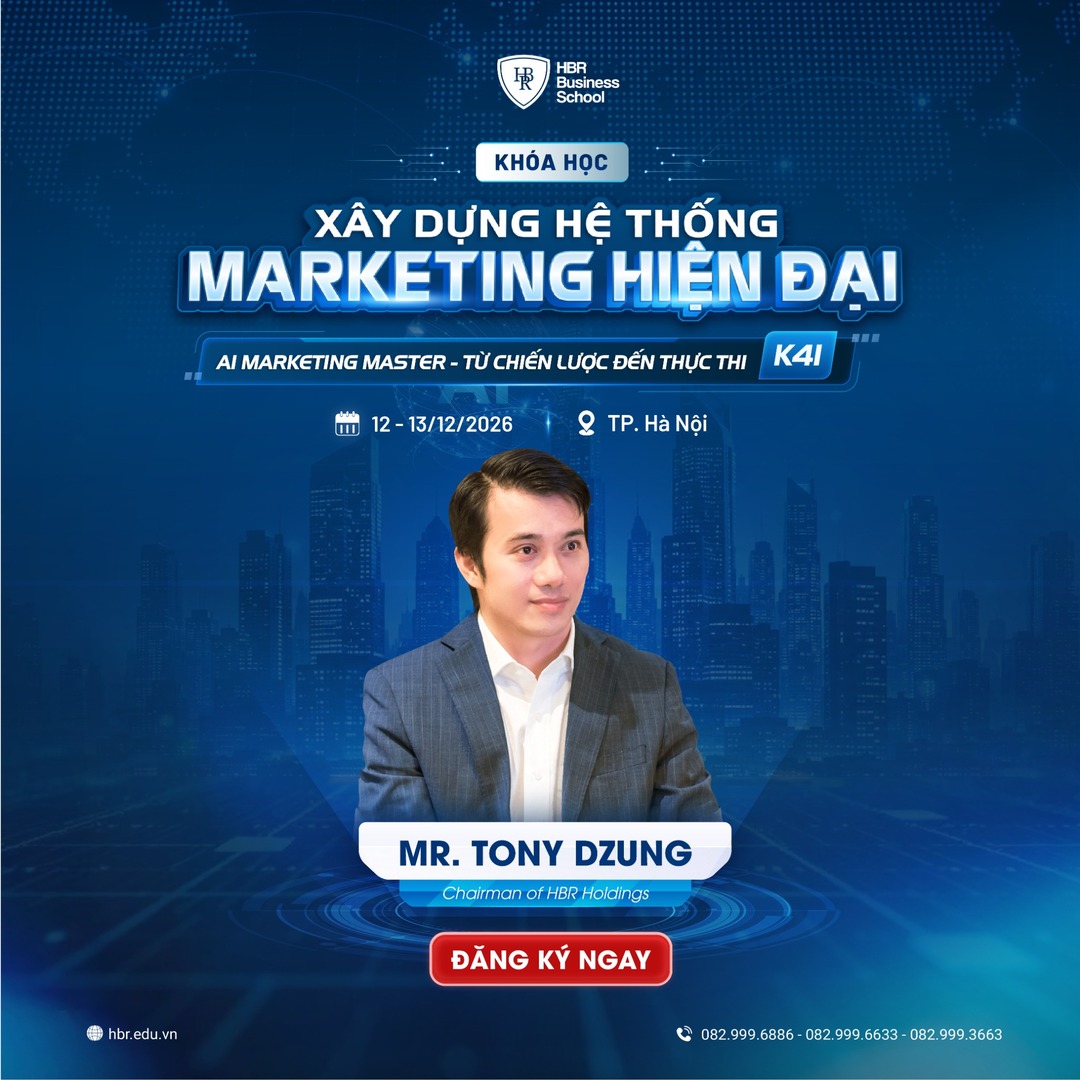 HBR
Business
School
KHÓA HỌC
XÂY DỰNG HỆ THỐNG
MARKETING HIỆN ĐẠI
AI MARKETING MASTER - TỪ CHIẾN LƯỢC ĐẾN THỰC THI K41
12 - 13/12/2026 TP. Hà Nội
MR. TONY DZUNG
Chairman of HBR Holdings
ĐĂNG KÝ NGAY
hbr.edu.vn 082.999.6886 - 082.999.6633 - 082.999.3663